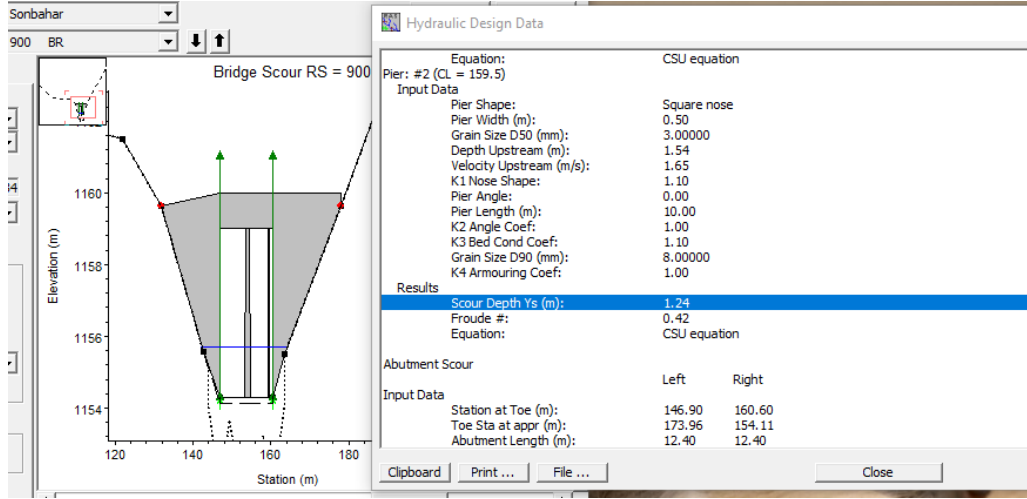 Sonbahar
900 BR
Bridge Scour RS = 900
1160
1158
1156
1154
Elevation (m)
120 140 160 180
Station (m)
Hydraulic Design Data
Equation: CSU equation
Pier: #2 (CL = 159.5)
Input Data
Pier Shape: Square nose
Pier Width (m): 0.50
Grain Size D50 (mm): 3.00000
Depth Upstream (m): 1.54
Velocity Upstream (m/s): 1.65
K1 Nose Shape: 1.10
Pier Angle: 0.00
Pier Length (m): 10.00
K2 Angle Coef: 1.00
K3 Bed Cond Coef: 1.10
Grain Size D90 (mm): 8.00000
K4 Armouring Coef: 1.00
Results
Scour Depth Ys (m): 1.24
Froude #: 0.42
Equation: CSU equation
Abutment Scour
Left Right
Input Data
Station at Toe (m): 146.90 160.60
Toe Sta at appr (m): 173.96 154.11
Abutment Length (m): 12.40 12.40
Clipboard Print ... File ... Close